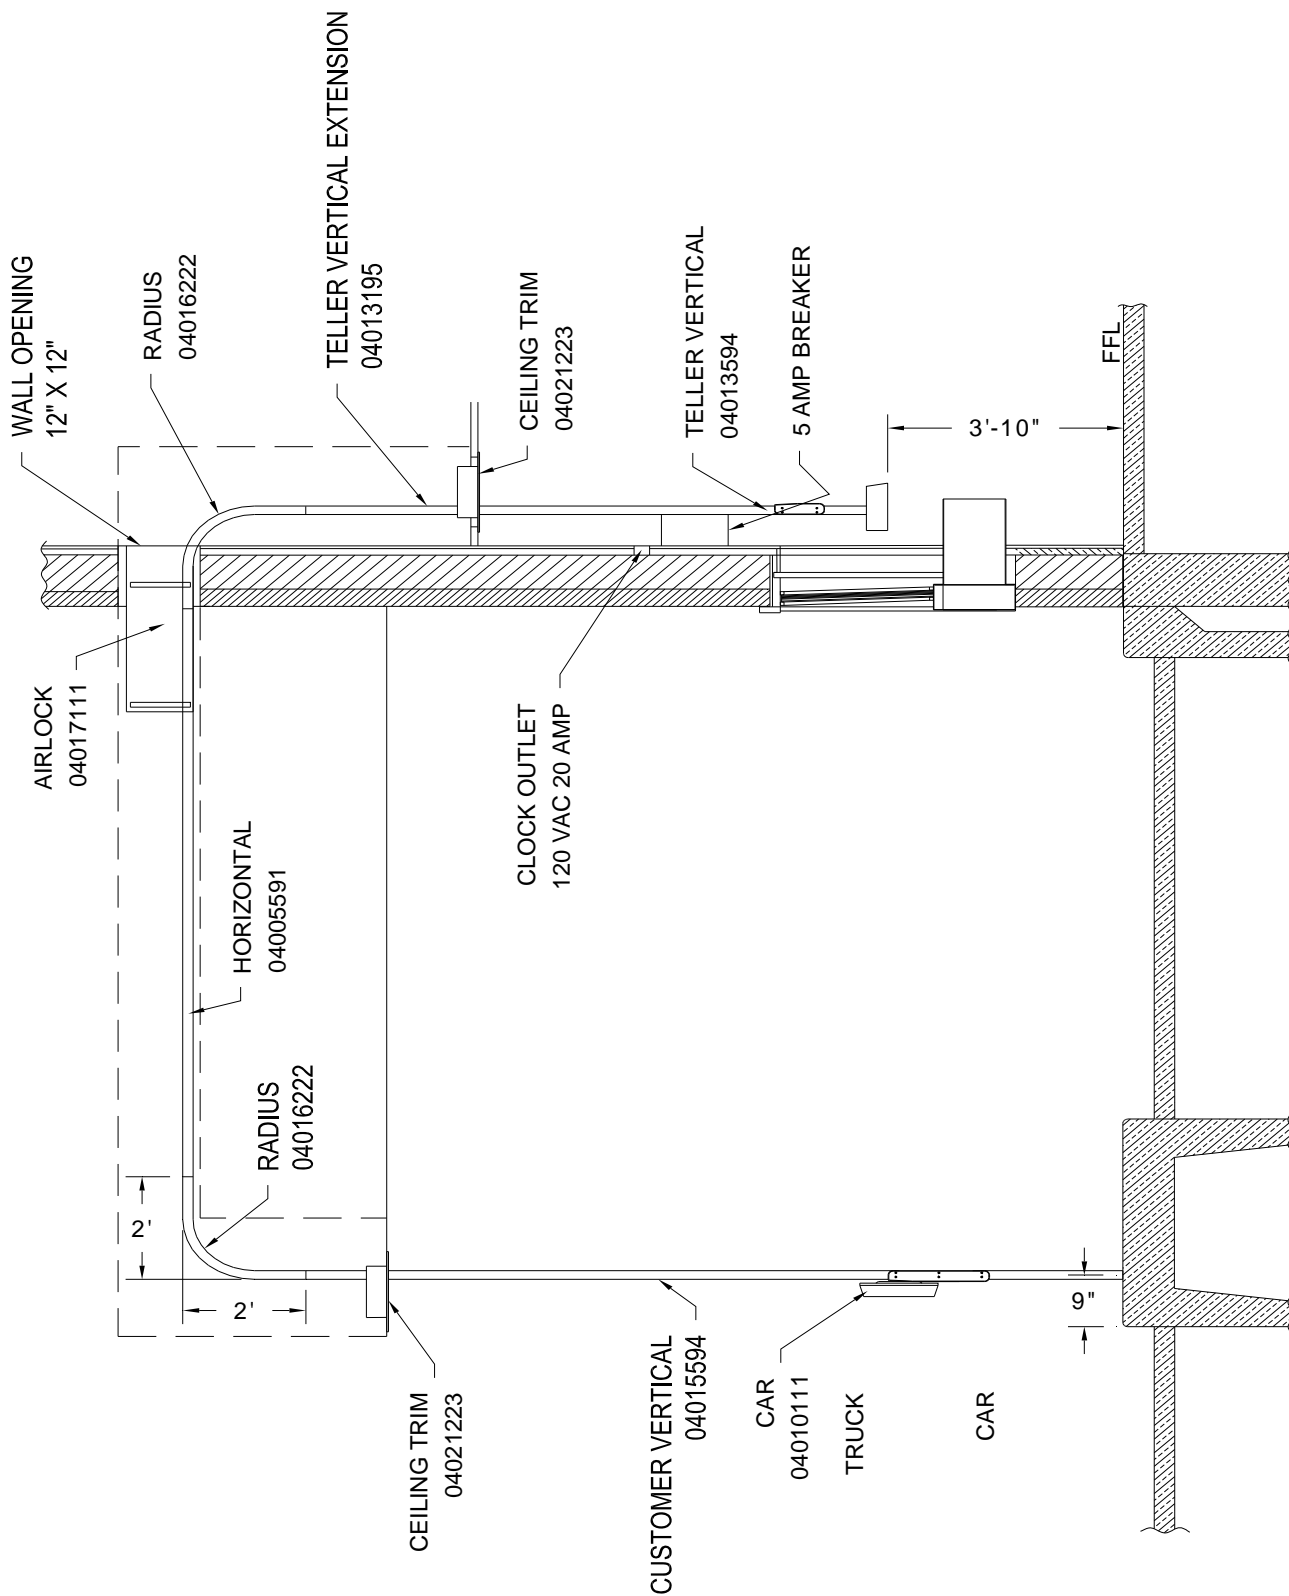 WALL OPENING
12" X 12"
RADIUS
04016222
TELLER VERTICAL EXTENSION
04013195
CEILING TRIM
04021223
TELLER VERTICAL
04013594
5 AMP BREAKER
3'-10"
FFL
AIRLOCK
04017111
HORIZONTAL
04005591
CLOCK OUTLET
120 VAC 20 AMP
RADIUS
04016222
2'
2'
9"
CEILING TRIM
04021223
CUSTOMER VERTICAL
04015594
CAR
04010111
TRUCK
CAR